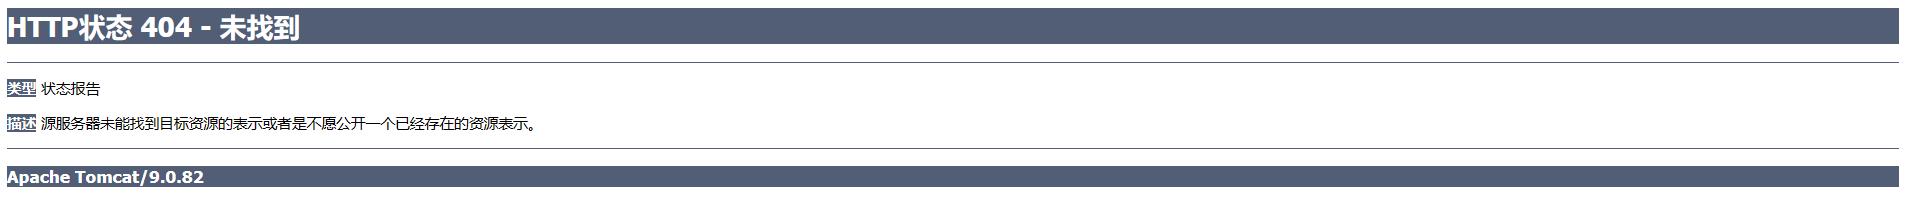 HTTP状态 404 - 未找到
类型 状态报告
描述 源服务器未能找到目标资源的表示或者是不愿公开一个已经存在的资源表示。
Apache Tomcat/9.0.82